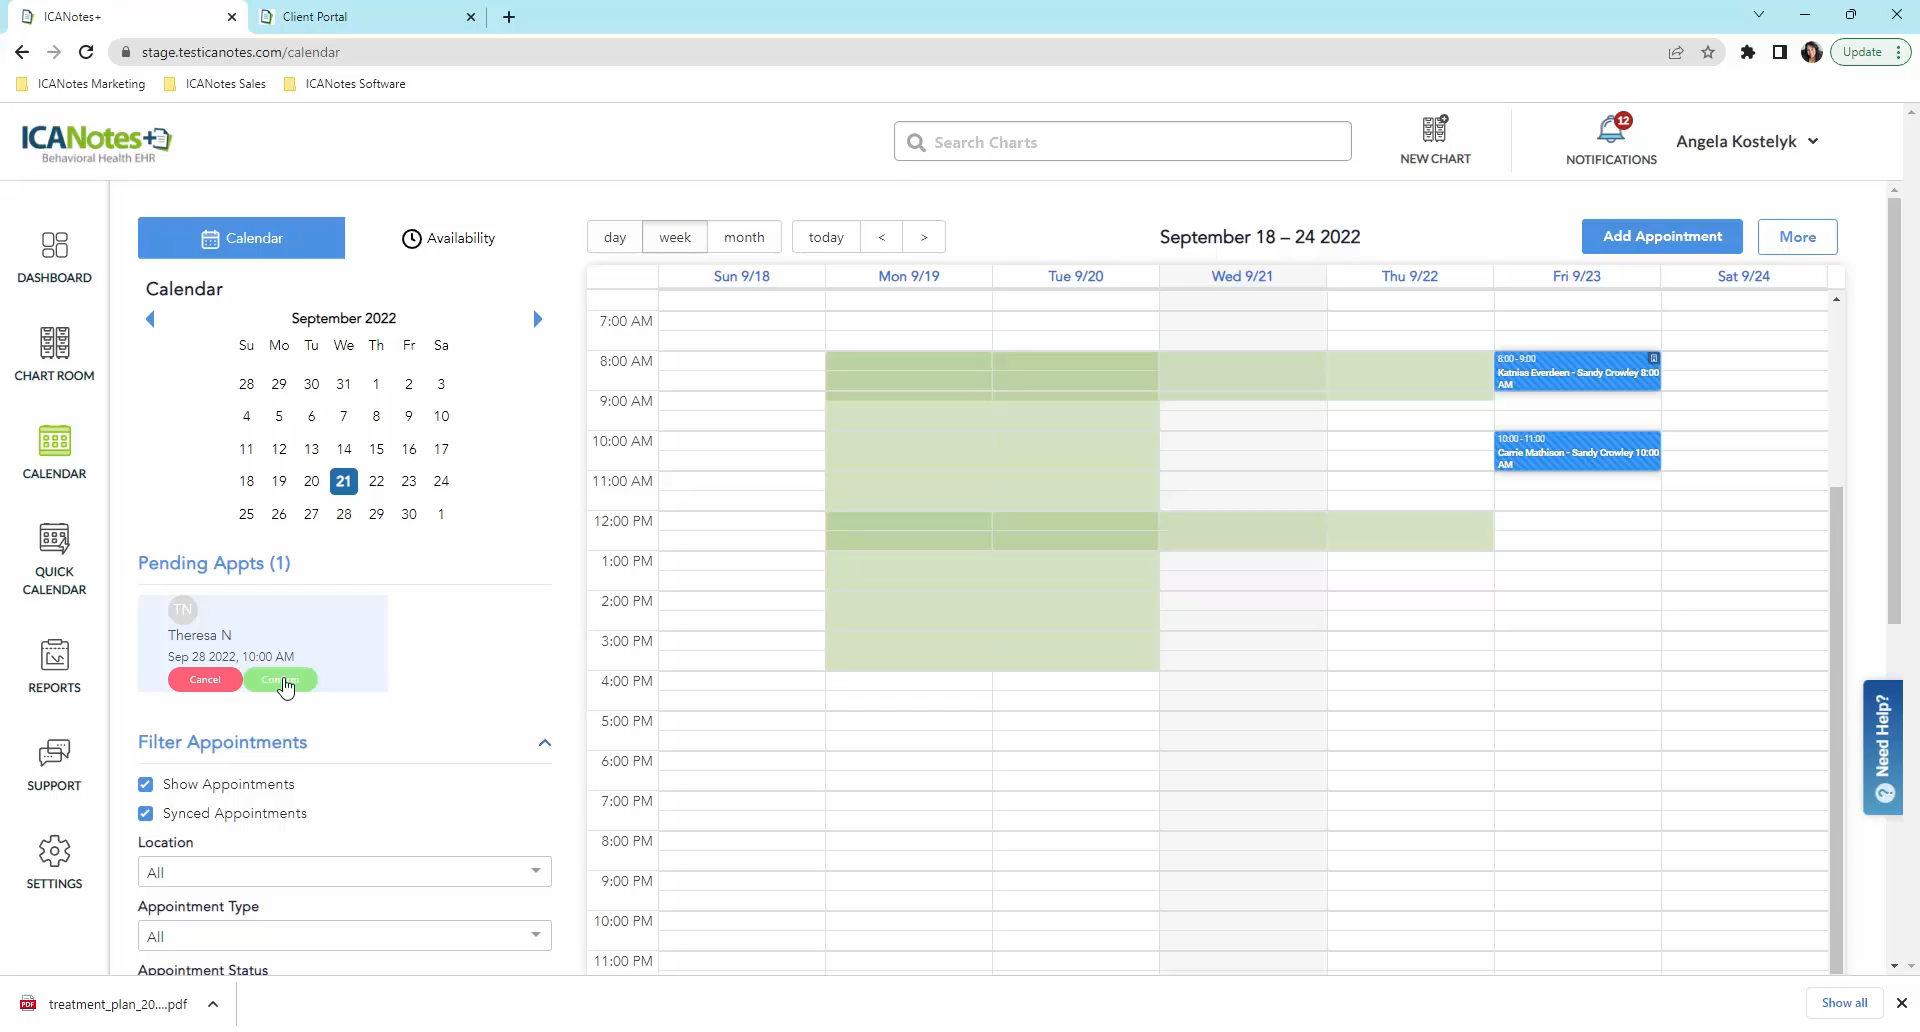 ICANotes+
Client Portal
stage.testicanotes.com/calendar
Update
ICANotes Marketing
ICANotes Sales
ICANotes Software
ICANotes+
Behavioral Health EHR
Search Charts
NEW CHART
12
NOTIFICATIONS
Angela Kostelyk
DASHBOARD
CHART ROOM
CALENDAR
QUICK
CALENDAR
REPORTS
SUPPORT
SETTINGS
Calendar
Availability
Calendar
September 2022
Su Mo Tu We Th Fr Sa
28 29 30 31 1 2 3
4 5 6 7 8 9 10
11 12 13 14 15 16 17
18 19 20 21 22 23 24
25 26 27 28 29 30 1
Pending Appts (1)
TN
Theresa N
Sep 28 2022, 10:00 AM
Cancel
Filter Appointments
Show Appointments
Synced Appointments
Location
All
Appointment Type
All
Appointment Status
day week month today < >
September 18 – 24 2022
Add Appointment
More
Sun 9/18 Mon 9/19 Tue 9/20 Wed 9/21 Thu 9/22 Fri 9/23 Sat 9/24
7:00 AM
8:00 AM
8:00 - 9:00
Katniss Everdeen - Sandy Crowley 8:00
AM
9:00 AM
10:00 AM
10:00 - 11:00
Carrie Mathison - Sandy Crowley 10:00
AM
11:00 AM
12:00 PM
1:00 PM
2:00 PM
3:00 PM
4:00 PM
5:00 PM
6:00 PM
7:00 PM
8:00 PM
9:00 PM
10:00 PM
11:00 PM
Need Help?
PDF
treatment_plan_20....pdf
Show all